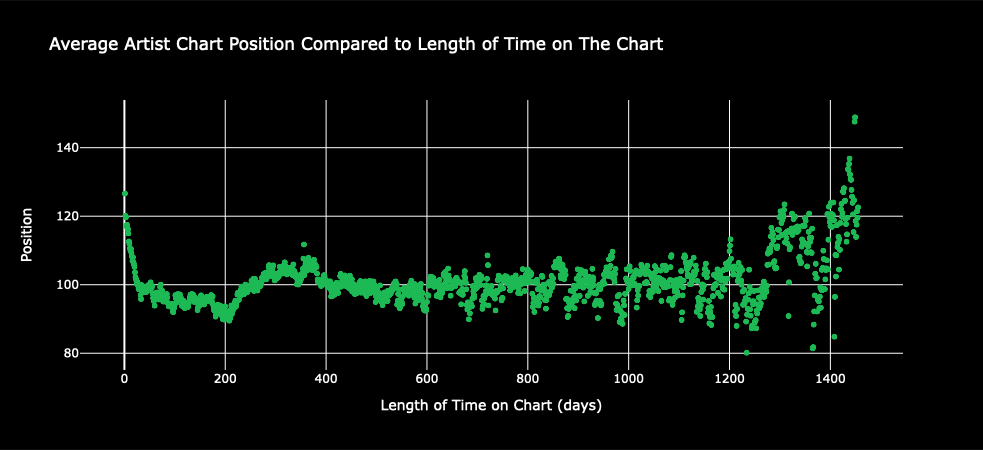 Average Artist Chart Position Compared to Length of Time on The Chart
140
120
100
80
Position
0 200 400 600 800 1000 1200 1400
Length of Time on Chart (days)